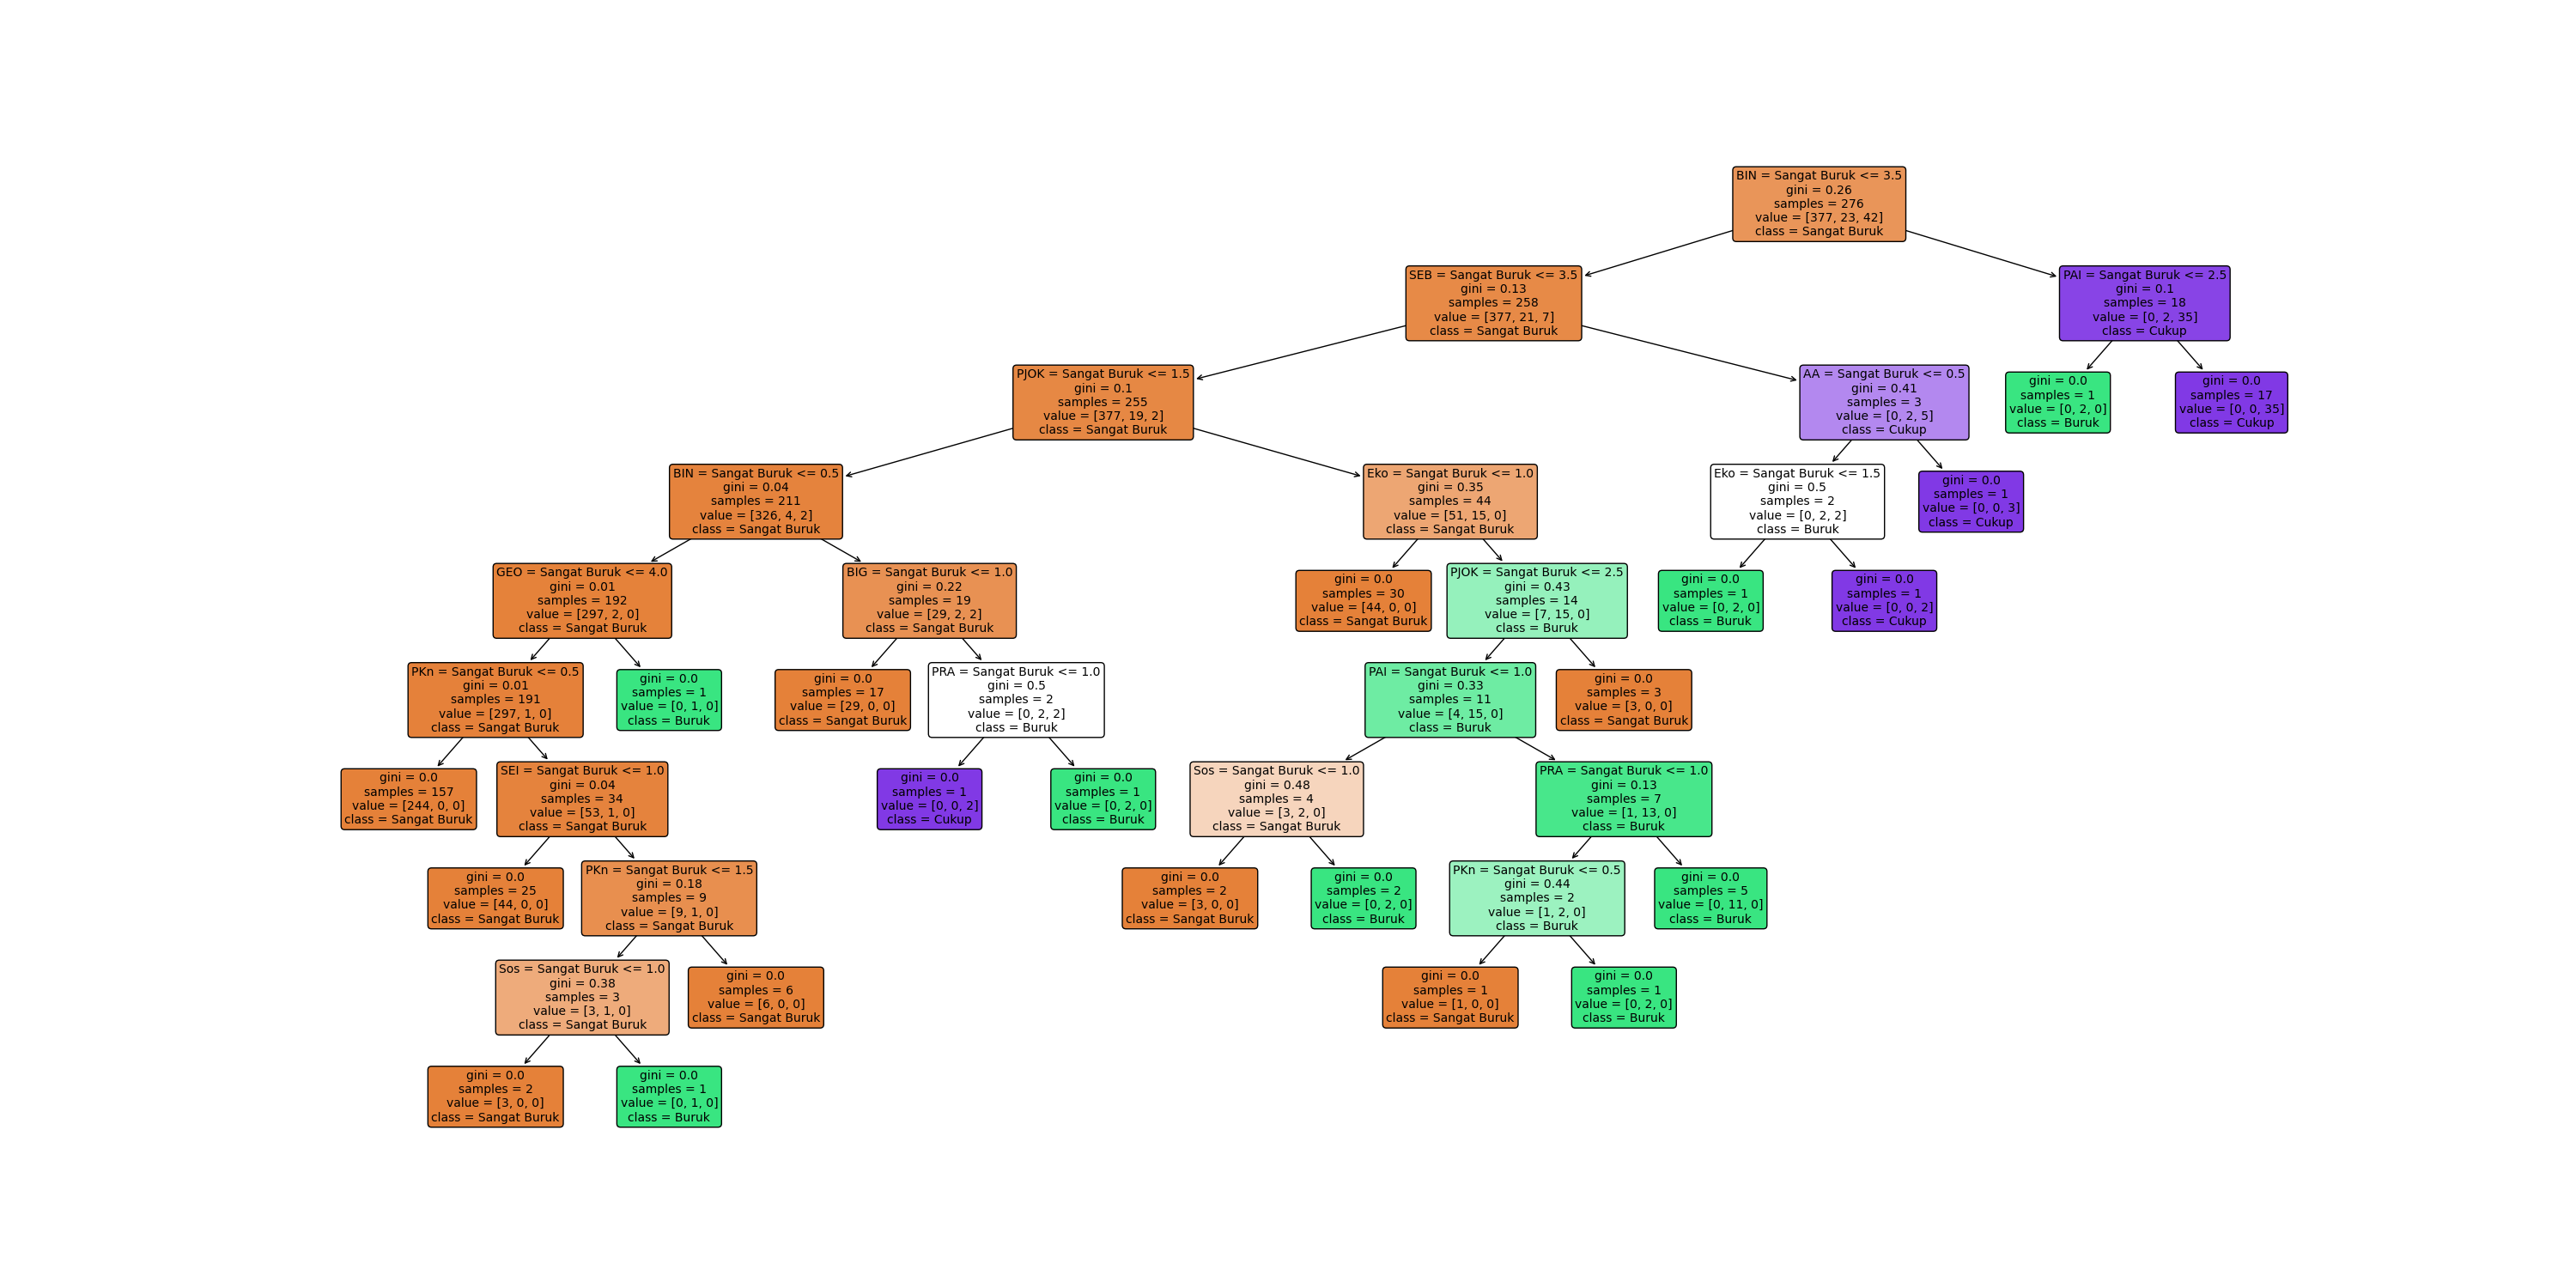 BIN = Sangat Buruk <= 3.5
gini = 0.26
samples = 276
value = [377, 23, 42]
class = Sangat Buruk
SEB = Sangat Buruk <= 3.5
gini = 0.13
samples = 258
value = [377, 21, 7]
class = Sangat Buruk
PAI = Sangat Buruk <= 2.5
gini = 0.1
samples = 18
value = [0, 2, 35]
class = Cukup
PJOK = Sangat Buruk <= 1.5
gini = 0.1
samples = 255
value = [377, 19, 2]
class = Sangat Buruk
AA = Sangat Buruk <= 0.5
gini = 0.41
samples = 3
value = [0, 2, 5]
class = Cukup
gini = 0.0
samples = 1
value = [0, 2, 0]
class = Buruk
gini = 0.0
samples = 17
value = [0, 0, 35]
class = Cukup
BIN = Sangat Buruk <= 0.5
gini = 0.04
samples = 211
value = [326, 4, 2]
class = Sangat Buruk
Eko = Sangat Buruk <= 1.0
gini = 0.35
samples = 44
value = [51, 15, 0]
class = Sangat Buruk
Eko = Sangat Buruk <= 1.5
gini = 0.5
samples = 2
value = [0, 2, 2]
class = Buruk
gini = 0.0
samples = 1
value = [0, 0, 3]
class = Cukup
GEO = Sangat Buruk <= 4.0
gini = 0.01
samples = 192
value = [297, 2, 0]
class = Sangat Buruk
BIG = Sangat Buruk <= 1.0
gini = 0.22
samples = 19
value = [29, 2, 2]
class = Sangat Buruk
gini = 0.0
samples = 30
value = [44, 0, 0]
class = Sangat Buruk
PJOK = Sangat Buruk <= 2.5
gini = 0.43
samples = 14
value = [7, 15, 0]
class = Buruk
gini = 0.0
samples = 1
value = [0, 2, 0]
class = Buruk
gini = 0.0
samples = 1
value = [0, 0, 2]
class = Cukup
PKn = Sangat Buruk <= 0.5
gini = 0.01
samples = 191
value = [297, 1, 0]
class = Sangat Buruk
gini = 0.0
samples = 1
value = [0, 1, 0]
class = Buruk
gini = 0.0
samples = 17
value = [29, 0, 0]
class = Sangat Buruk
PRA = Sangat Buruk <= 1.0
gini = 0.5
samples = 2
value = [0, 2, 2]
class = Buruk
PAI = Sangat Buruk <= 1.0
gini = 0.33
samples = 11
value = [4, 15, 0]
class = Buruk
gini = 0.0
samples = 3
value = [3, 0, 0]
class = Sangat Buruk
gini = 0.0
samples = 157
value = [244, 0, 0]
class = Sangat Buruk
SEI = Sangat Buruk <= 1.0
gini = 0.04
samples = 34
value = [53, 1, 0]
class = Sangat Buruk
gini = 0.0
samples = 1
value = [0, 0, 2]
class = Cukup
gini = 0.0
samples = 1
value = [0, 2, 0]
class = Buruk
Sos = Sangat Buruk <= 1.0
gini = 0.48
samples = 4
value = [3, 2, 0]
class = Sangat Buruk
PRA = Sangat Buruk <= 1.0
gini = 0.13
samples = 7
value = [1, 13, 0]
class = Buruk
gini = 0.0
samples = 25
value = [44, 0, 0]
class = Sangat Buruk
PKn = Sangat Buruk <= 1.5
gini = 0.18
samples = 9
value = [9, 1, 0]
class = Sangat Buruk
gini = 0.0
samples = 2
value = [3, 0, 0]
class = Sangat Buruk
gini = 0.0
samples = 2
value = [0, 2, 0]
class = Buruk
PKn = Sangat Buruk <= 0.5
gini = 0.44
samples = 2
value = [1, 2, 0]
class = Buruk
gini = 0.0
samples = 5
value = [0, 11, 0]
class = Buruk
Sos = Sangat Buruk <= 1.0
gini = 0.38
samples = 3
value = [3, 1, 0]
class = Sangat Buruk
gini = 0.0
samples = 6
value = [6, 0, 0]
class = Sangat Buruk
gini = 0.0
samples = 1
value = [1, 0, 0]
class = Sangat Buruk
gini = 0.0
samples = 1
value = [0, 2, 0]
class = Buruk
gini = 0.0
samples = 2
value = [3, 0, 0]
class = Sangat Buruk
gini = 0.0
samples = 1
value = [0, 1, 0]
class = Buruk